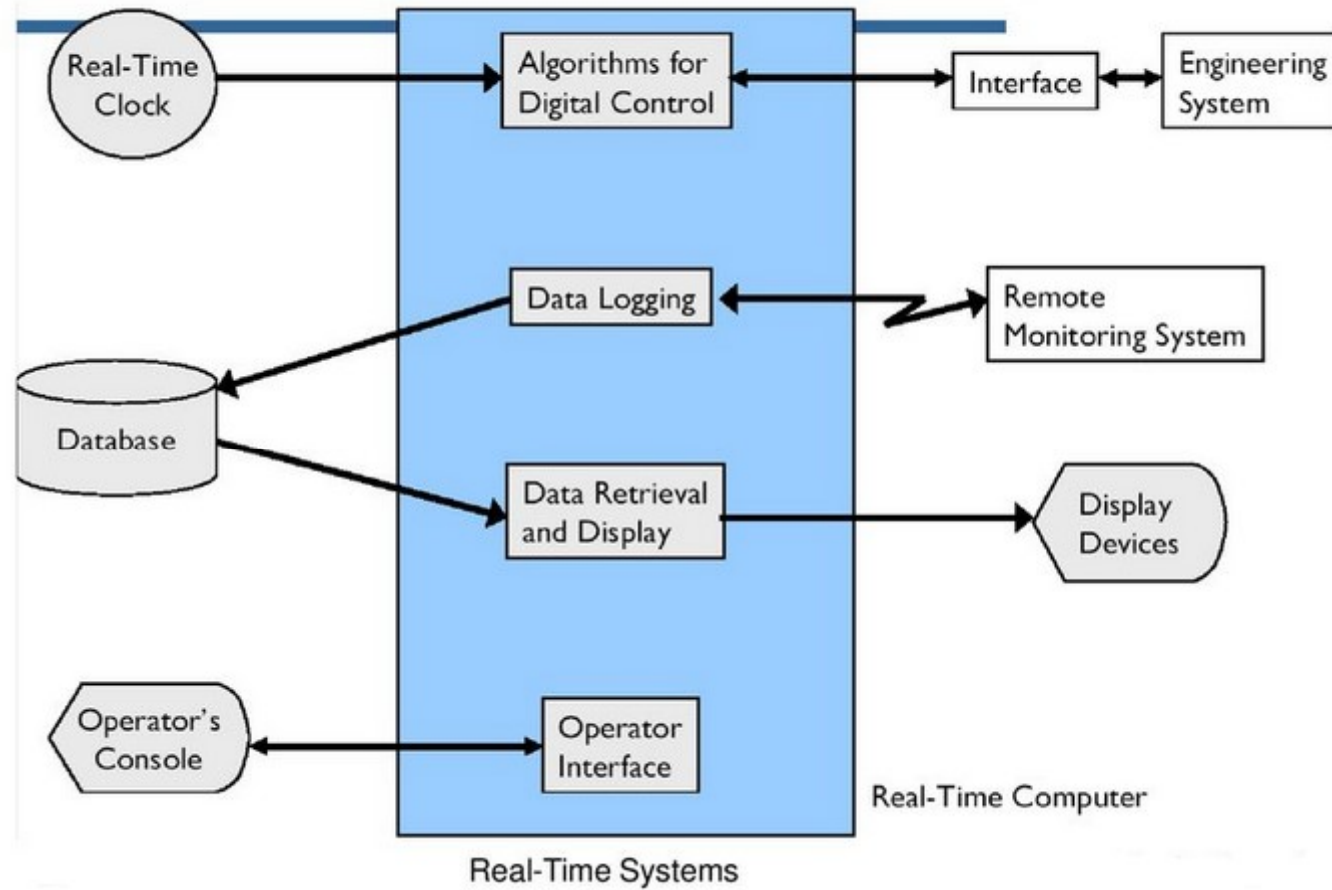 Real-Time
Clock
Algorithms for
Digital Control
Interface
Engineering
System
Data Logging
Remote
Monitoring System
Database
Data Retrieval
and Display
Display
Devices
Operator's
Console
Operator
Interface
Real-Time Computer
Real-Time Systems